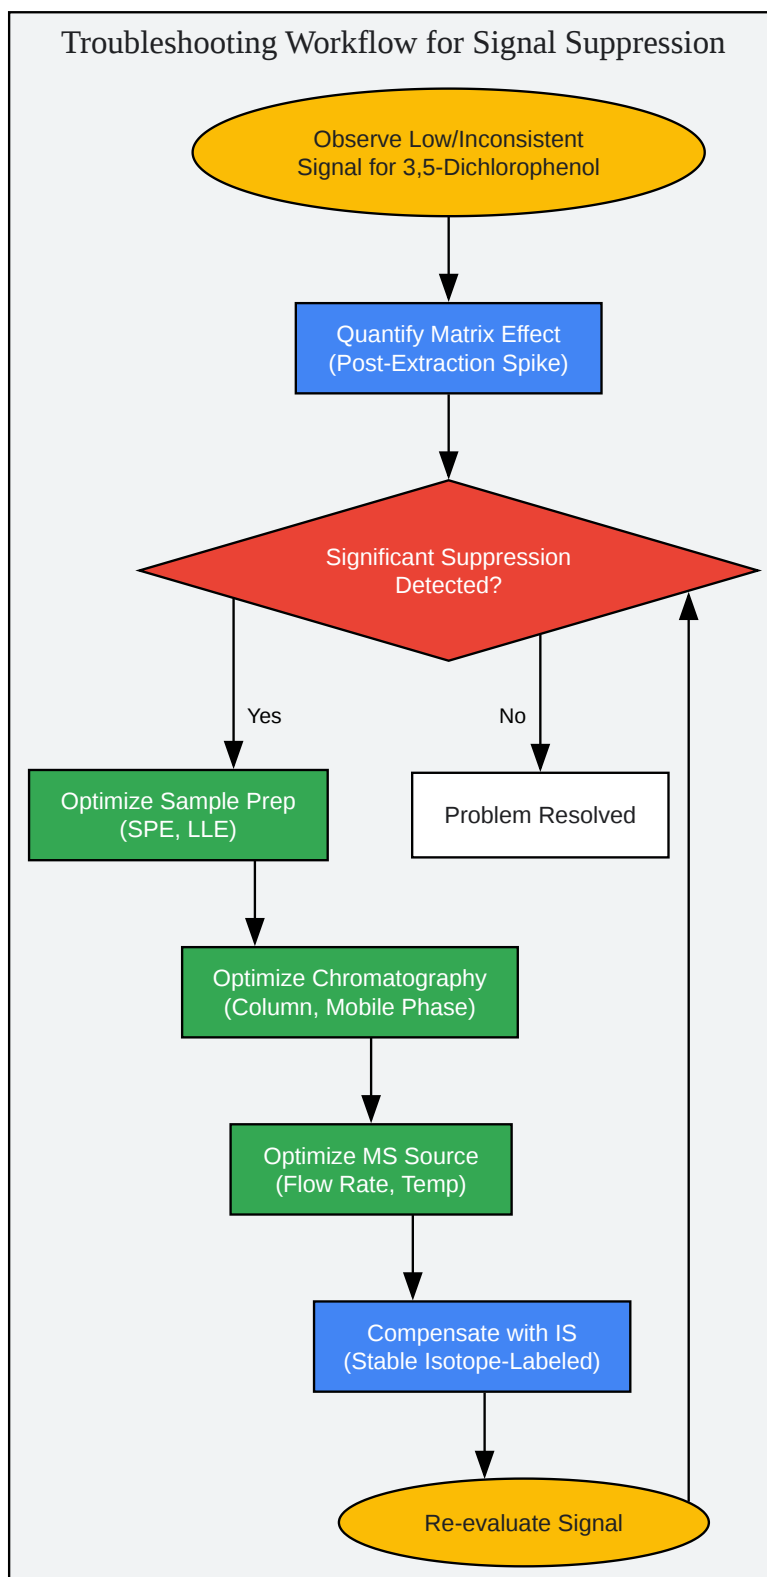 Troubleshooting Workflow for Signal Suppression
Observe Low/Inconsistent
Signal for 3,5-Dichlorophenol
Quantify Matrix Effect
(Post-Extraction Spike)
Significant Suppression
Detected?
Yes
No
Optimize Sample Prep
(SPE, LLE)
Problem Resolved
Optimize Chromatography
(Column, Mobile Phase)
Optimize MS Source
(Flow Rate, Temp)
Compensate with IS
(Stable Isotope-Labeled)
Re-evaluate Signal